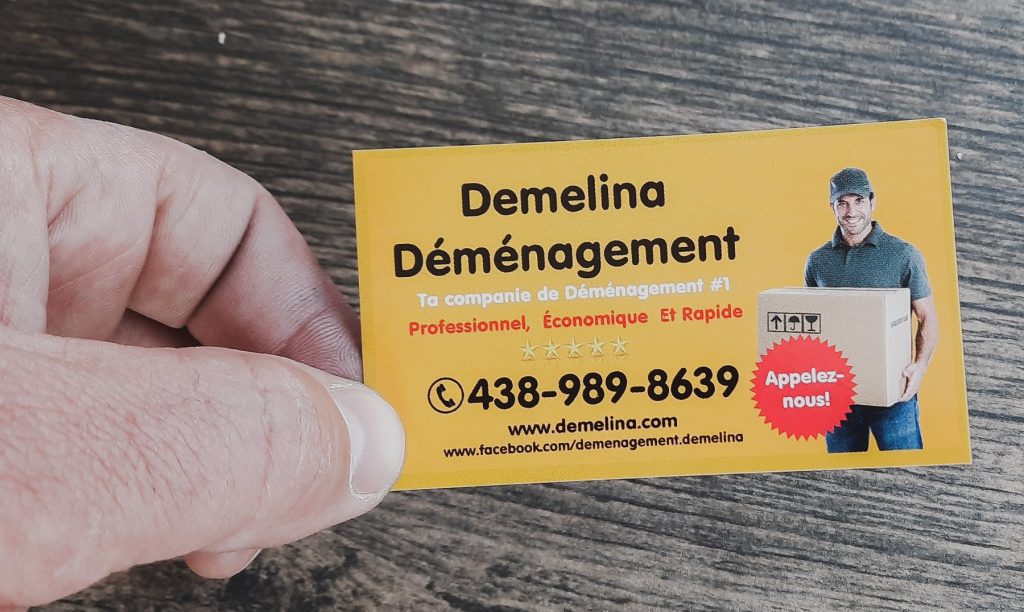 Demelina
Déménagement
Ta companie de Déménagement #1
Professionnel, Économique Et Rapide
438-989-8639
www.demelina.com
www.facebook.com/demenagement.demelina
Appelez-
nous!